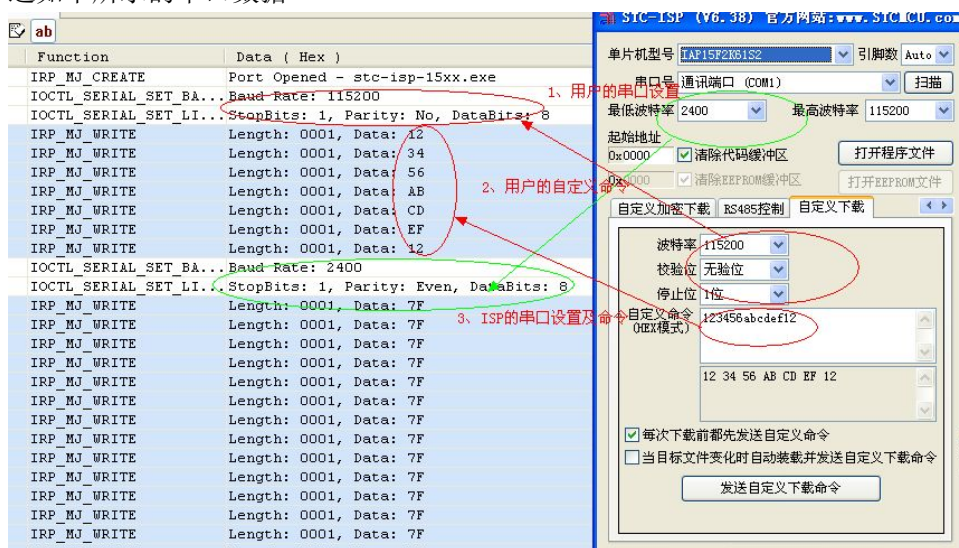 STC-ISP (V6.38) 官方网站:www.STCMCU.com
ab
Function Data ( Hex )
IRP_MJ_CREATE Port Opened - stc-isp-15xx.exe
IOCTL_SERIAL_SET_BA... Baud Rate: 115200
IOCTL_SERIAL_SET_LI... StopBits: 1, Parity: No, DataBits: 8
IRP_MJ_WRITE Length: 0001, Data: 12
IRP_MJ_WRITE Length: 0001, Data: 34
IRP_MJ_WRITE Length: 0001, Data: 56
IRP_MJ_WRITE Length: 0001, Data: AB
IRP_MJ_WRITE Length: 0001, Data: CD
IRP_MJ_WRITE Length: 0001, Data: EF
IRP_MJ_WRITE Length: 0001, Data: 12
IOCTL_SERIAL_SET_BA... Baud Rate: 2400
IOCTL_SERIAL_SET_LI... StopBits: 1, Parity: Even, DataBits: 8
IRP_MJ_WRITE Length: 0001, Data: 7F
IRP_MJ_WRITE Length: 0001, Data: 7F
IRP_MJ_WRITE Length: 0001, Data: 7F
IRP_MJ_WRITE Length: 0001, Data: 7F
IRP_MJ_WRITE Length: 0001, Data: 7F
IRP_MJ_WRITE Length: 0001, Data: 7F
IRP_MJ_WRITE Length: 0001, Data: 7F
IRP_MJ_WRITE Length: 0001, Data: 7F
IRP_MJ_WRITE Length: 0001, Data: 7F
IRP_MJ_WRITE Length: 0001, Data: 7F
IRP_MJ_WRITE Length: 0001, Data: 7F
IRP_MJ_WRITE Length: 0001, Data: 7F
IRP_MJ_WRITE Length: 0001, Data: 7F
1、用户的串口设置
2、用户的自定义命令
3、ISP的串口设置及命令
单片机型号 IAP15F2K61S2 引脚数 Auto
串口号 通讯端口 (COM1) 扫描
最低波特率 2400 最高波特率 115200
起始地址
0x0000 清除代码缓冲区 打开程序文件
0x0000 清除EEPROM缓冲区 打开EEPROM文件
自定义加密下载 RS485控制 自定义下载
波特率 115200
校验位 无验位
停止位 1位
自定义命令 123456abcdef12
(HEX模式)
12 34 56 AB CD EF 12
每次下载前都先发送自定义命令
当目标文件变化时自动装载并发送自定义下载命令
发送自定义下载命令